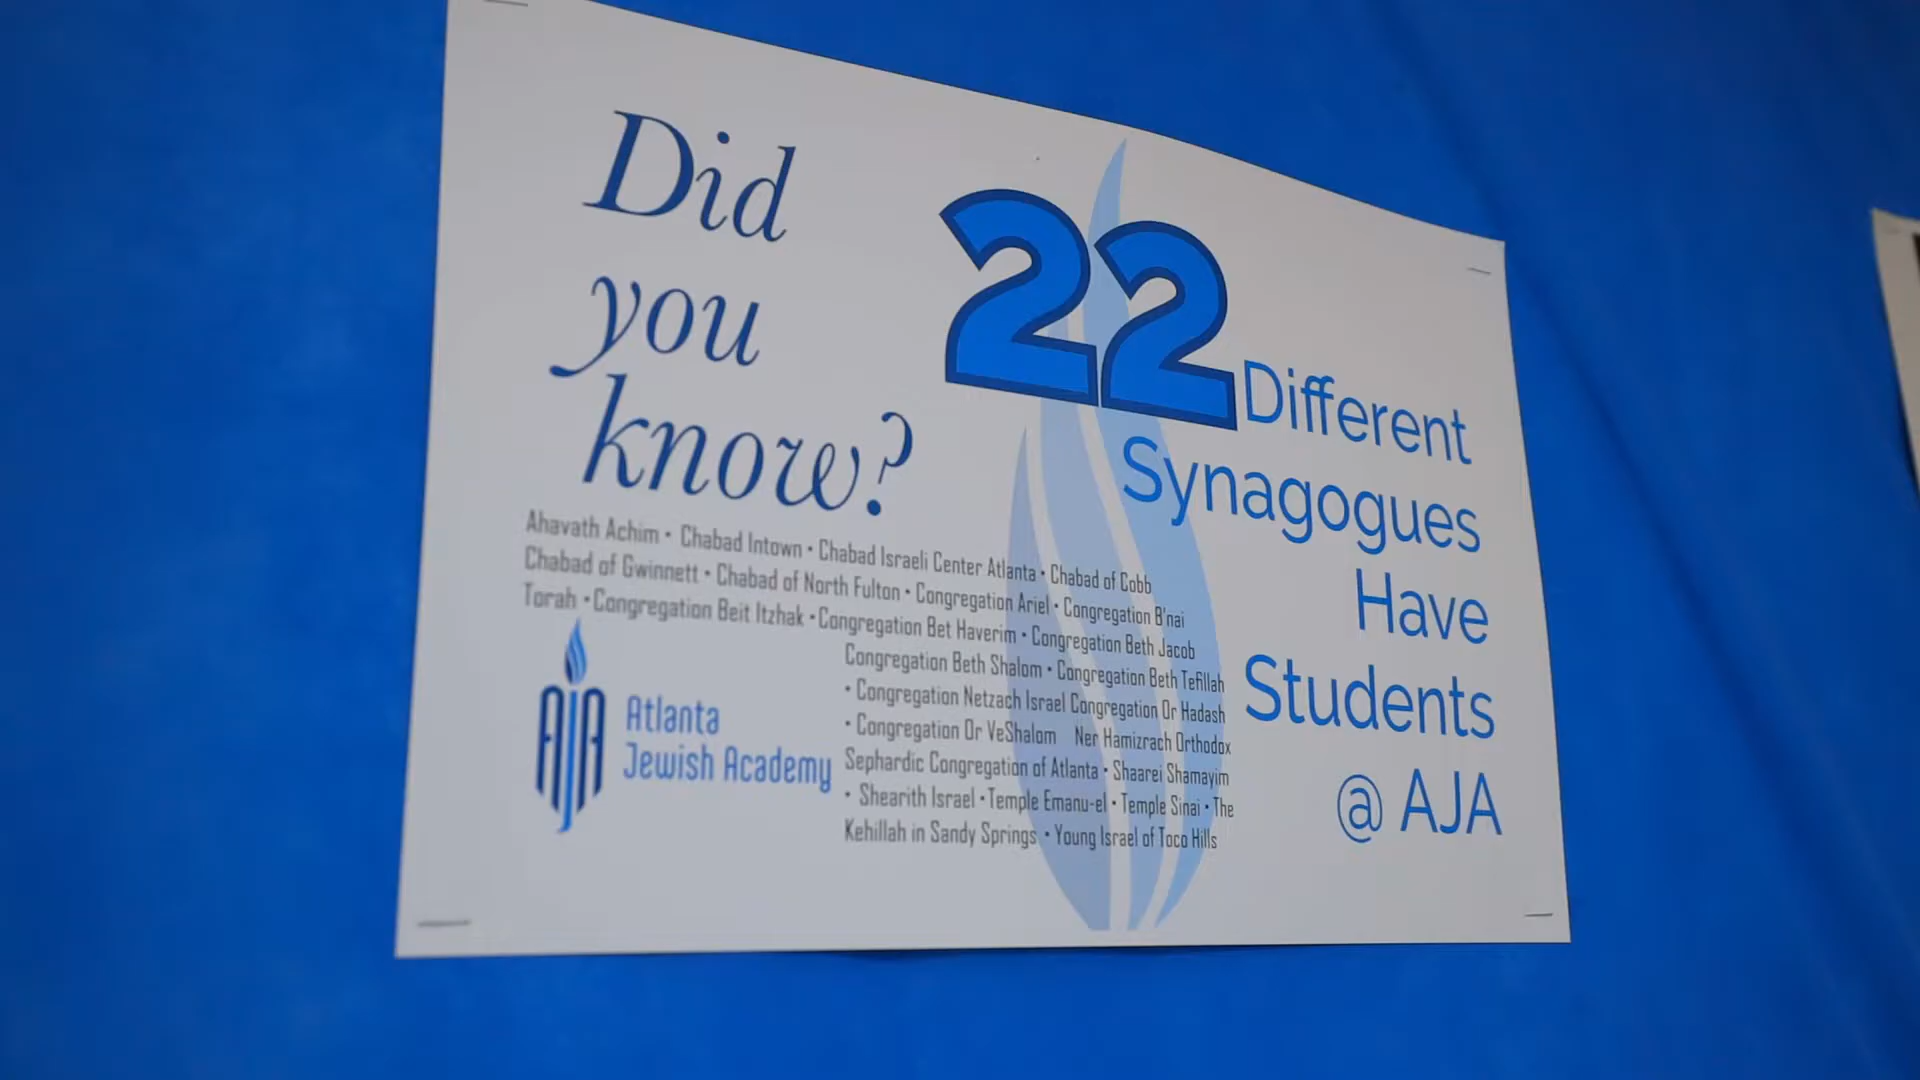 Did
you
know?
22 Different
Synagogues
Have
Students
@ AJA
Ahavath Achim • Chabad Intown • Chabad Israeli Center Atlanta • Chabad of Cobb
Chabad of Gwinnett • Chabad of North Fulton • Congregation Ariel • Congregation B'nai
Torah • Congregation Beit Itzhak • Congregation Bet Haverim • Congregation Beth Jacob
Congregation Beth Shalom • Congregation Beth Tefillah
• Congregation Netzach Israel Congregation Or Hadash
• Congregation Or VeShalom Ner Hamizrach Orthodox
Sephardic Congregation of Atlanta • Shaarei Shamayim
• Shearith Israel • Temple Emanu-el • Temple Sinai • The
Kehillah in Sandy Springs • Young Israel of Toco Hills
AJA
Atlanta
Jewish Academy